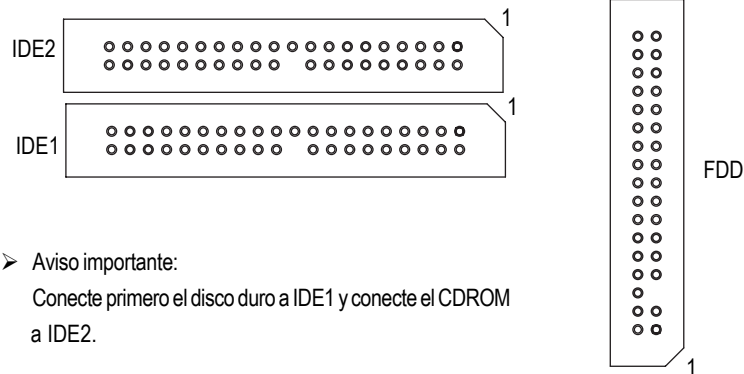 1
IDE2
1
IDE1
FDD
➢ Aviso importante:
Conecte primero el disco duro a IDE1 y conecte el CDROM
a IDE2.
1